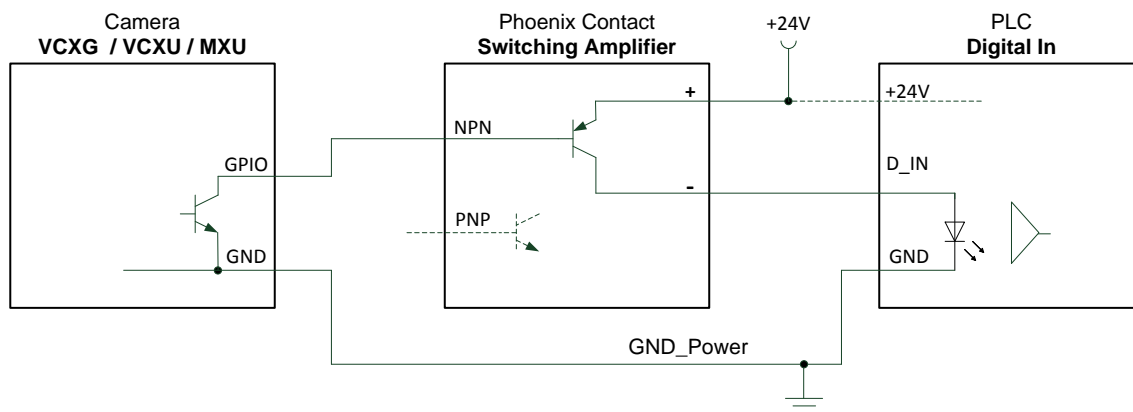 Camera
VCXG / VCXU / MXU
Phoenix Contact
Switching Amplifier
+24V
PLC
Digital In
+
+24V
NPN
GPIO
D_IN
-
PNP
GND
GND
GND_Power